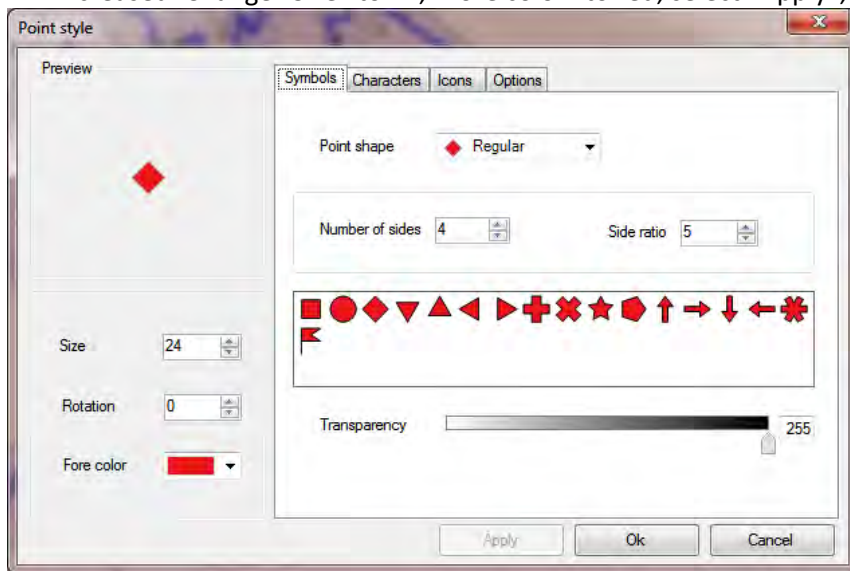 Point style
Preview
Symbols Characters Icons Options
Point shape Regular
Number of sides 4 Side ratio 5
Size 24
Rotation 0
Transparency 255
Fore color
Apply Ok Cancel